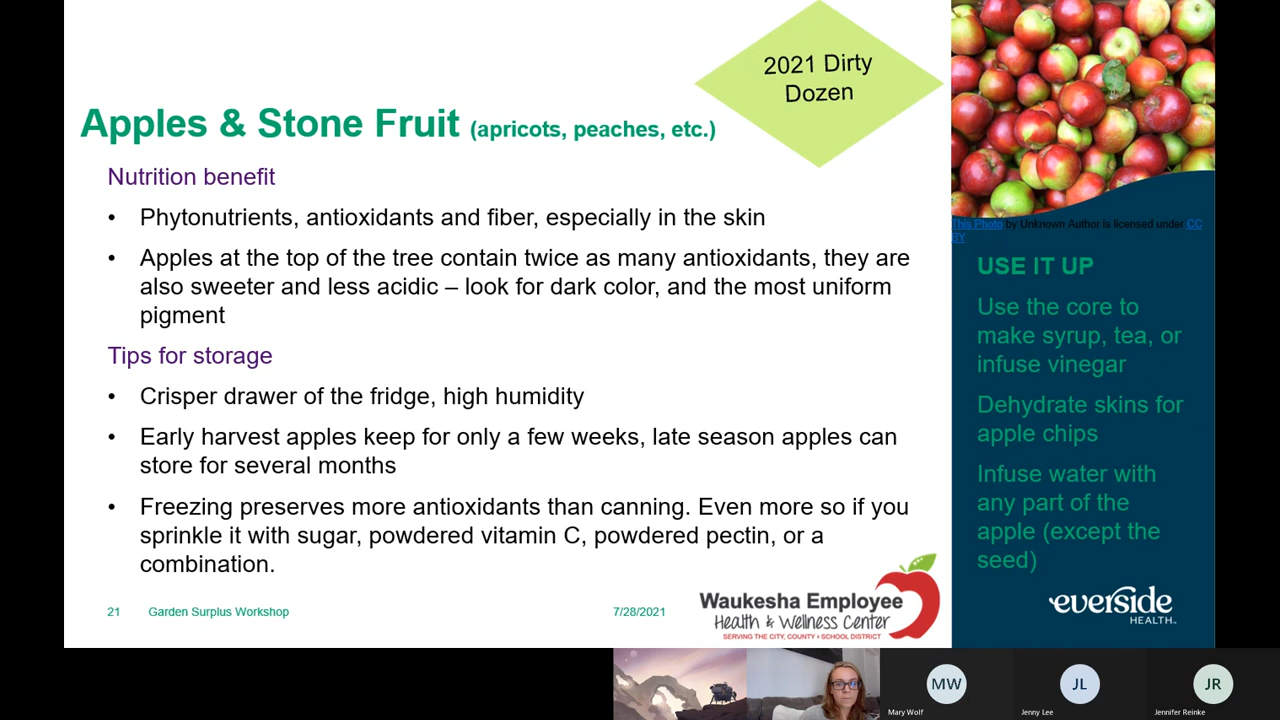 2021 Dirty
Dozen
Apples & Stone Fruit (apricots, peaches, etc.)
Nutrition benefit
• Phytonutrients, antioxidants and fiber, especially in the skin
• Apples at the top of the tree contain twice as many antioxidants, they are
also sweeter and less acidic – look for dark color, and the most uniform
pigment
Tips for storage
• Crisper drawer of the fridge, high humidity
• Early harvest apples keep for only a few weeks, late season apples can
store for several months
• Freezing preserves more antioxidants than canning. Even more so if you
sprinkle it with sugar, powdered vitamin C, powdered pectin, or a
combination.
21 Garden Surplus Workshop 7/28/2021
Waukesha Employee
Health & Wellness Center
SERVING THE CITY, COUNTY + SCHOOL DISTRICT
This Photo by Unknown Author is licensed under CC
BY
USE IT UP
Use the core to
make syrup, tea, or
infuse vinegar
Dehydrate skins for
apple chips
Infuse water with
any part of the
apple (except the
seed)
everside
HEALTH™
MW
Mary Wolf
JL
Jenny Lee
JR
Jennifer Reinke